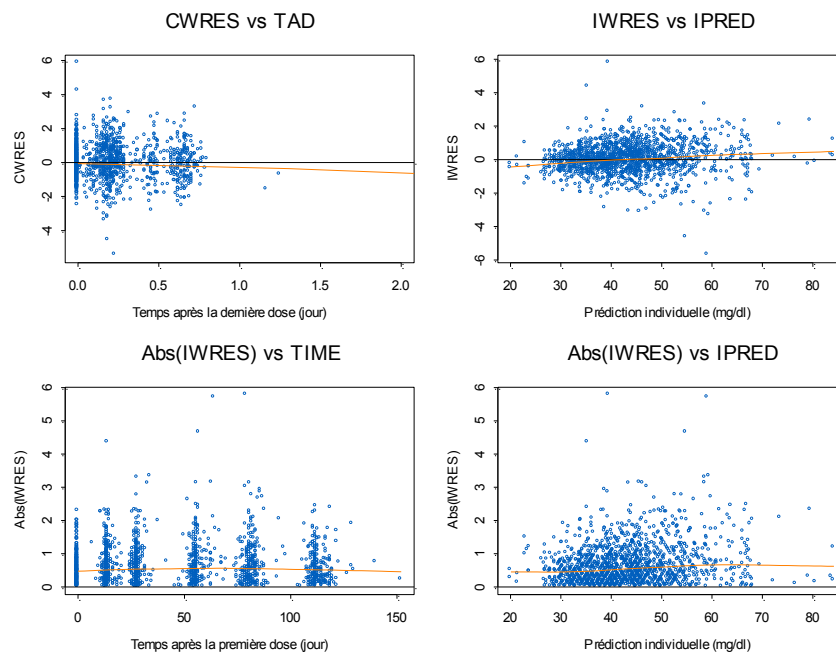 CWRES vs TAD
CWRES
6
4
2
0
-2
-4
0.0 0.5 1.0 1.5 2.0
Temps après la dernière dose (jour)
IWRES vs IPRED
IWRES
6
4
2
0
-2
-4
-6
20 30 40 50 60 70 80
Prédiction individuelle (mg/dl)
Abs(IWRES) vs TIME
Abs(IWRES)
6
5
4
3
2
1
0
0 50 100 150
Temps après la première dose (jour)
Abs(IWRES) vs IPRED
Abs(IWRES)
6
5
4
3
2
1
0
20 30 40 50 60 70 80
Prédiction individuelle (mg/dl)